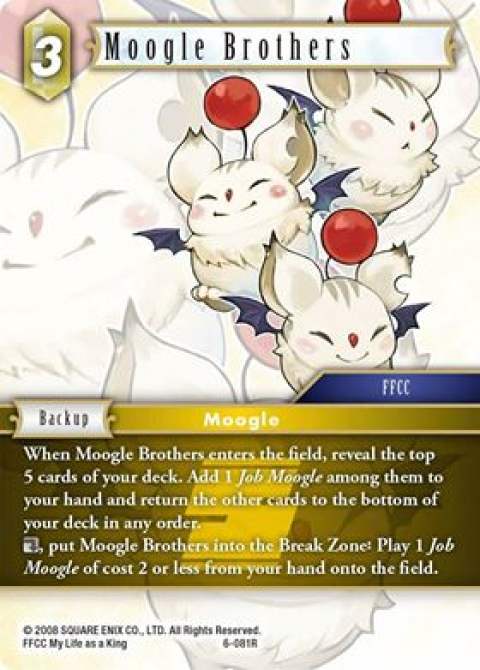 3
Moogle Brothers
FFCC
Backup
Moogle
When Moogle Brothers enters the field, reveal the top
5 cards of your deck. Add 1 Job Moogle among them to
your hand and return the other cards to the bottom of
your deck in any order.
, put Moogle Brothers into the Break Zone: Play 1 Job
Moogle of cost 2 or less from your hand onto the field.
© 2008 SQUARE ENIX CO., LTD. All Rights Reserved.
FFCC My Life as a King
6-081R